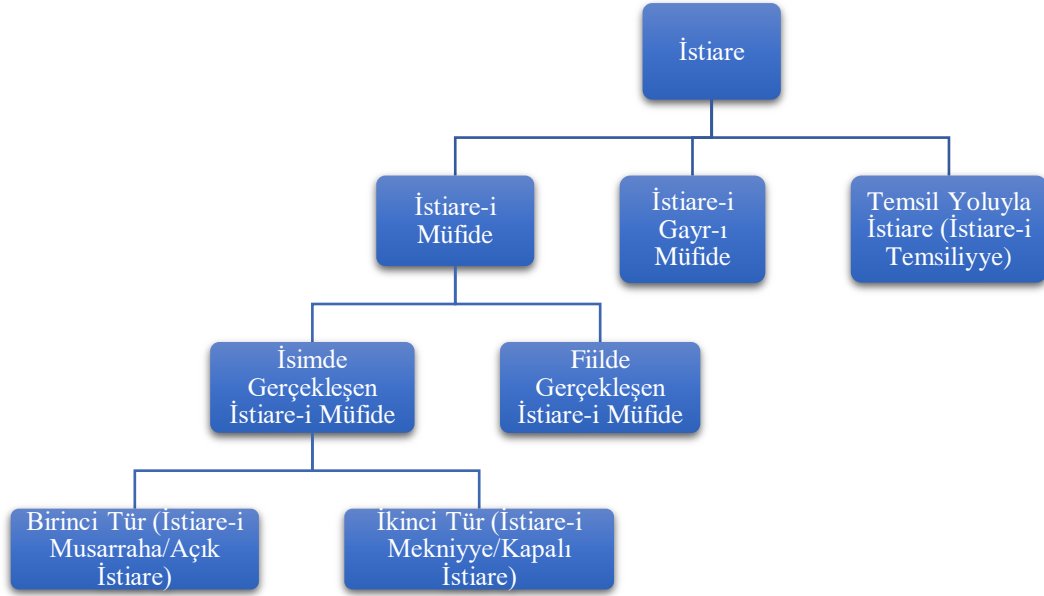 İstiare
İstiare-i
Müfide
İstiare-i
Gayr-ı
Müfide
Temsil Yoluyla
İstiare (İstiare-i
Temsiliyye)
İsimde
Gerçekleşen
İstiare-i Müfide
Fiilde
Gerçekleşen
İstiare-i Müfide
Birinci Tür (İstiare-i
Musarraha/Açık
İstiare)
İkinci Tür (İstiare-i
Mekniyye/Kapalı
İstiare)